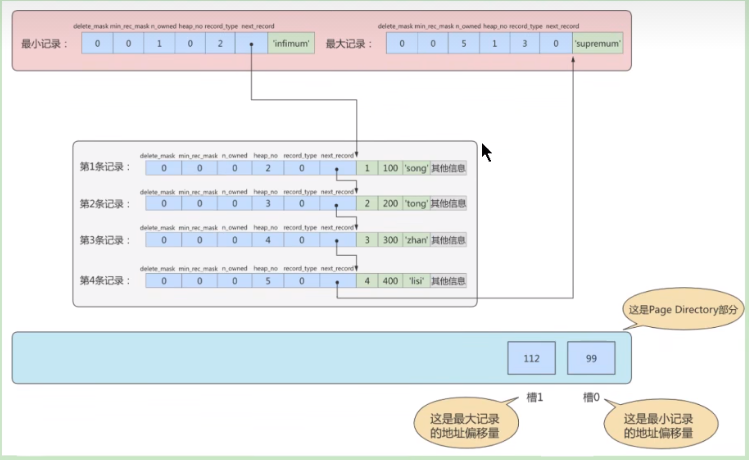 delete_mask min_rec_mask n_owned heap_no record_type next_record
最小记录： 0 0 1 0 2 'infimum'
delete_mask min_rec_mask n_owned heap_no record_type next_record
最大记录： 0 0 5 1 3 0 'supremum'
delete_mask min_rec_mask n_owned heap_no record_type next_record
第1条记录： 0 0 0 2 0 1 100 'song' 其他信息
delete_mask min_rec_mask n_owned heap_no record_type next_record
第2条记录： 0 0 0 3 0 2 200 'tong' 其他信息
delete_mask min_rec_mask n_owned heap_no record_type next_record
第3条记录： 0 0 0 4 0 3 300 'zhan' 其他信息
delete_mask min_rec_mask n_owned heap_no record_type next_record
第4条记录： 0 0 0 5 0 4 400 'lisi' 其他信息
这是Page Directory部分
112 99
槽1 槽0
这是最大记录
的地址偏移量
这是最小记录
的地址偏移量